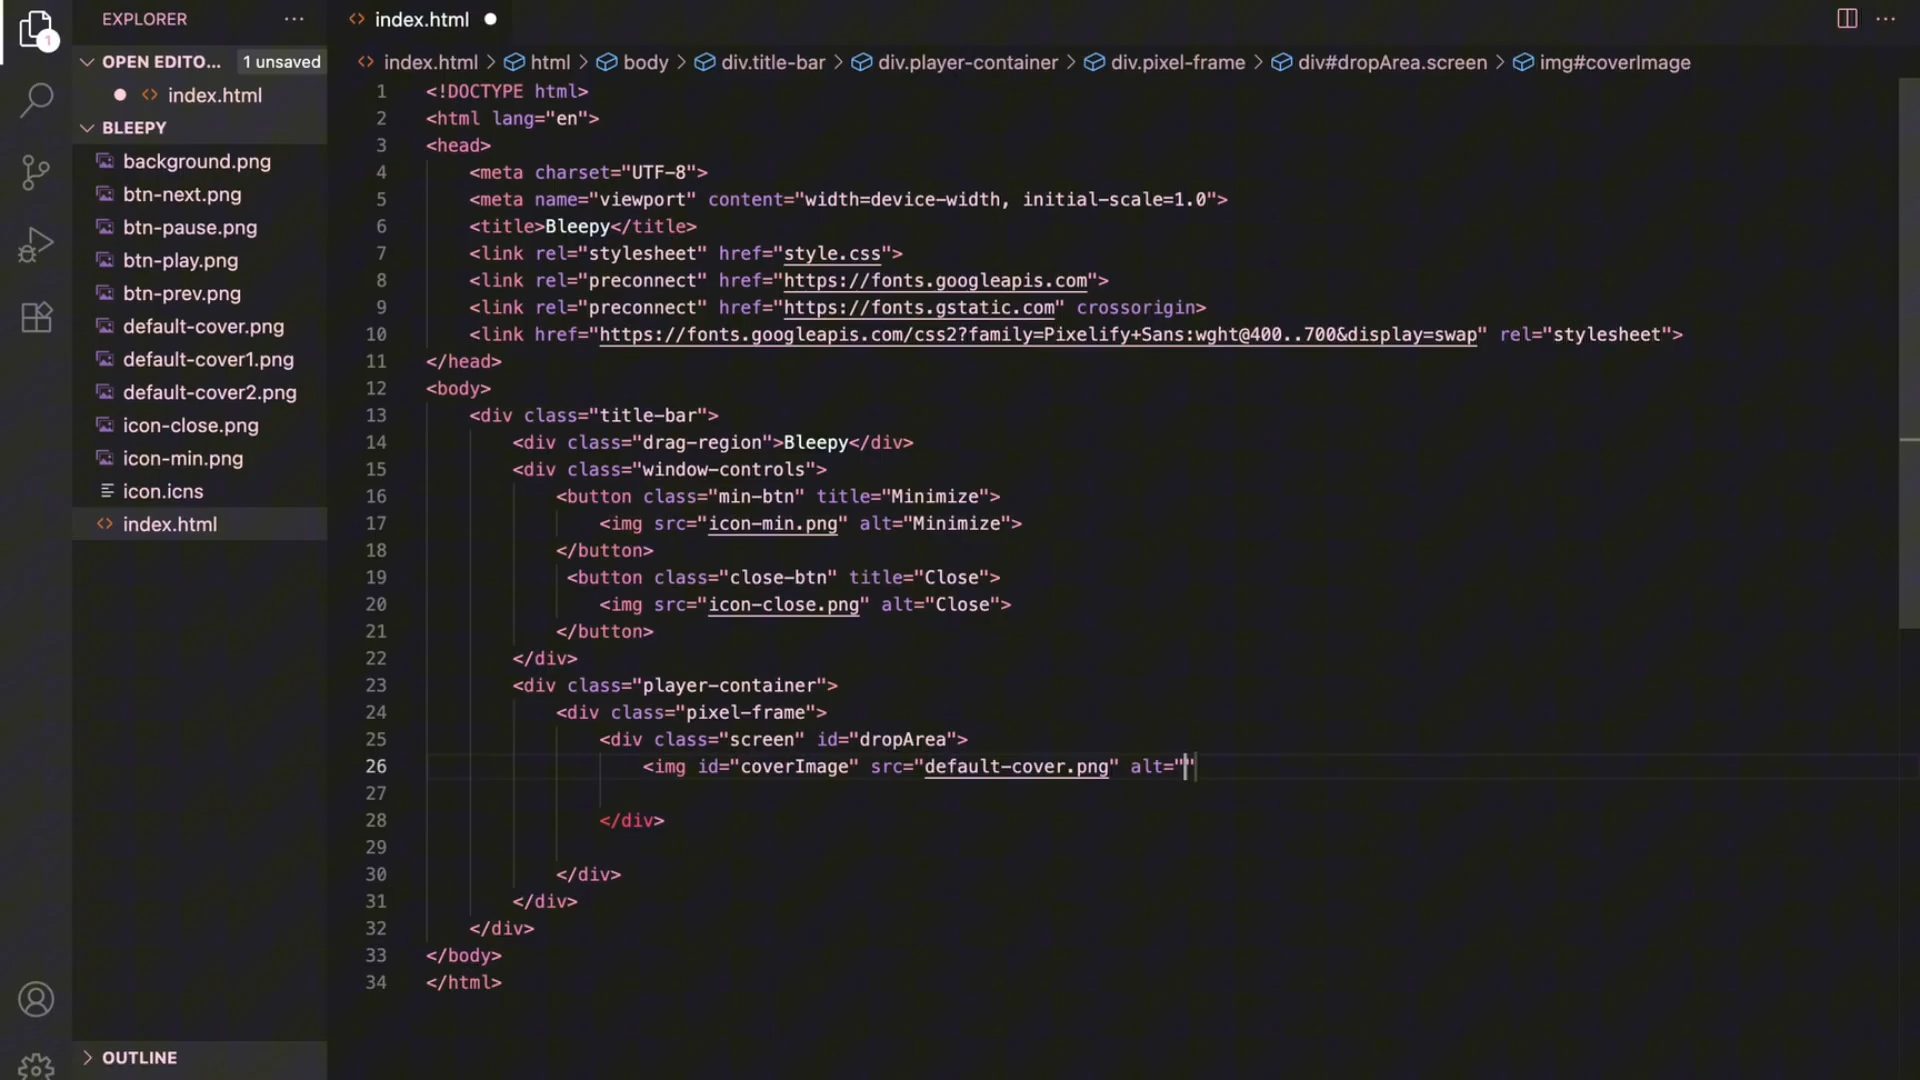 EXPLORER
OPEN EDITO... 1 unsaved
index.html
BLEEPY
background.png
btn-next.png
btn-pause.png
btn-play.png
btn-prev.png
default-cover.png
default-cover1.png
default-cover2.png
icon-close.png
icon-min.png
icon.icns
index.html
OUTLINE
1
index.html
index.html > html > body > div.title-bar > div.player-container > div.pixel-frame > div#dropArea.screen > img#coverImage
1 <!DOCTYPE html>
2 <html lang="en">
3 <head>
4 <meta charset="UTF-8">
5 <meta name="viewport" content="width=device-width, initial-scale=1.0">
6 <title>Bleepy</title>
7 <link rel="stylesheet" href="style.css">
8 <link rel="preconnect" href="https://fonts.googleapis.com">
9 <link rel="preconnect" href="https://fonts.gstatic.com" crossorigin>
10 <link href="https://fonts.googleapis.com/css2?family=Pixelify+Sans:wght@400..700&display=swap" rel="stylesheet">
11 </head>
12 <body>
13 <div class="title-bar">
14 <div class="drag-region">Bleepy</div>
15 <div class="window-controls">
16 <button class="min-btn" title="Minimize">
17 <img src="icon-min.png" alt="Minimize">
18 </button>
19 <button class="close-btn" title="Close">
20 <img src="icon-close.png" alt="Close">
21 </button>
22 </div>
23 <div class="player-container">
24 <div class="pixel-frame">
25 <div class="screen" id="dropArea">
26 <img id="coverImage" src="default-cover.png" alt=""
27
28 </div>
29
30 </div>
31 </div>
32 </div>
33 </body>
34 </html>